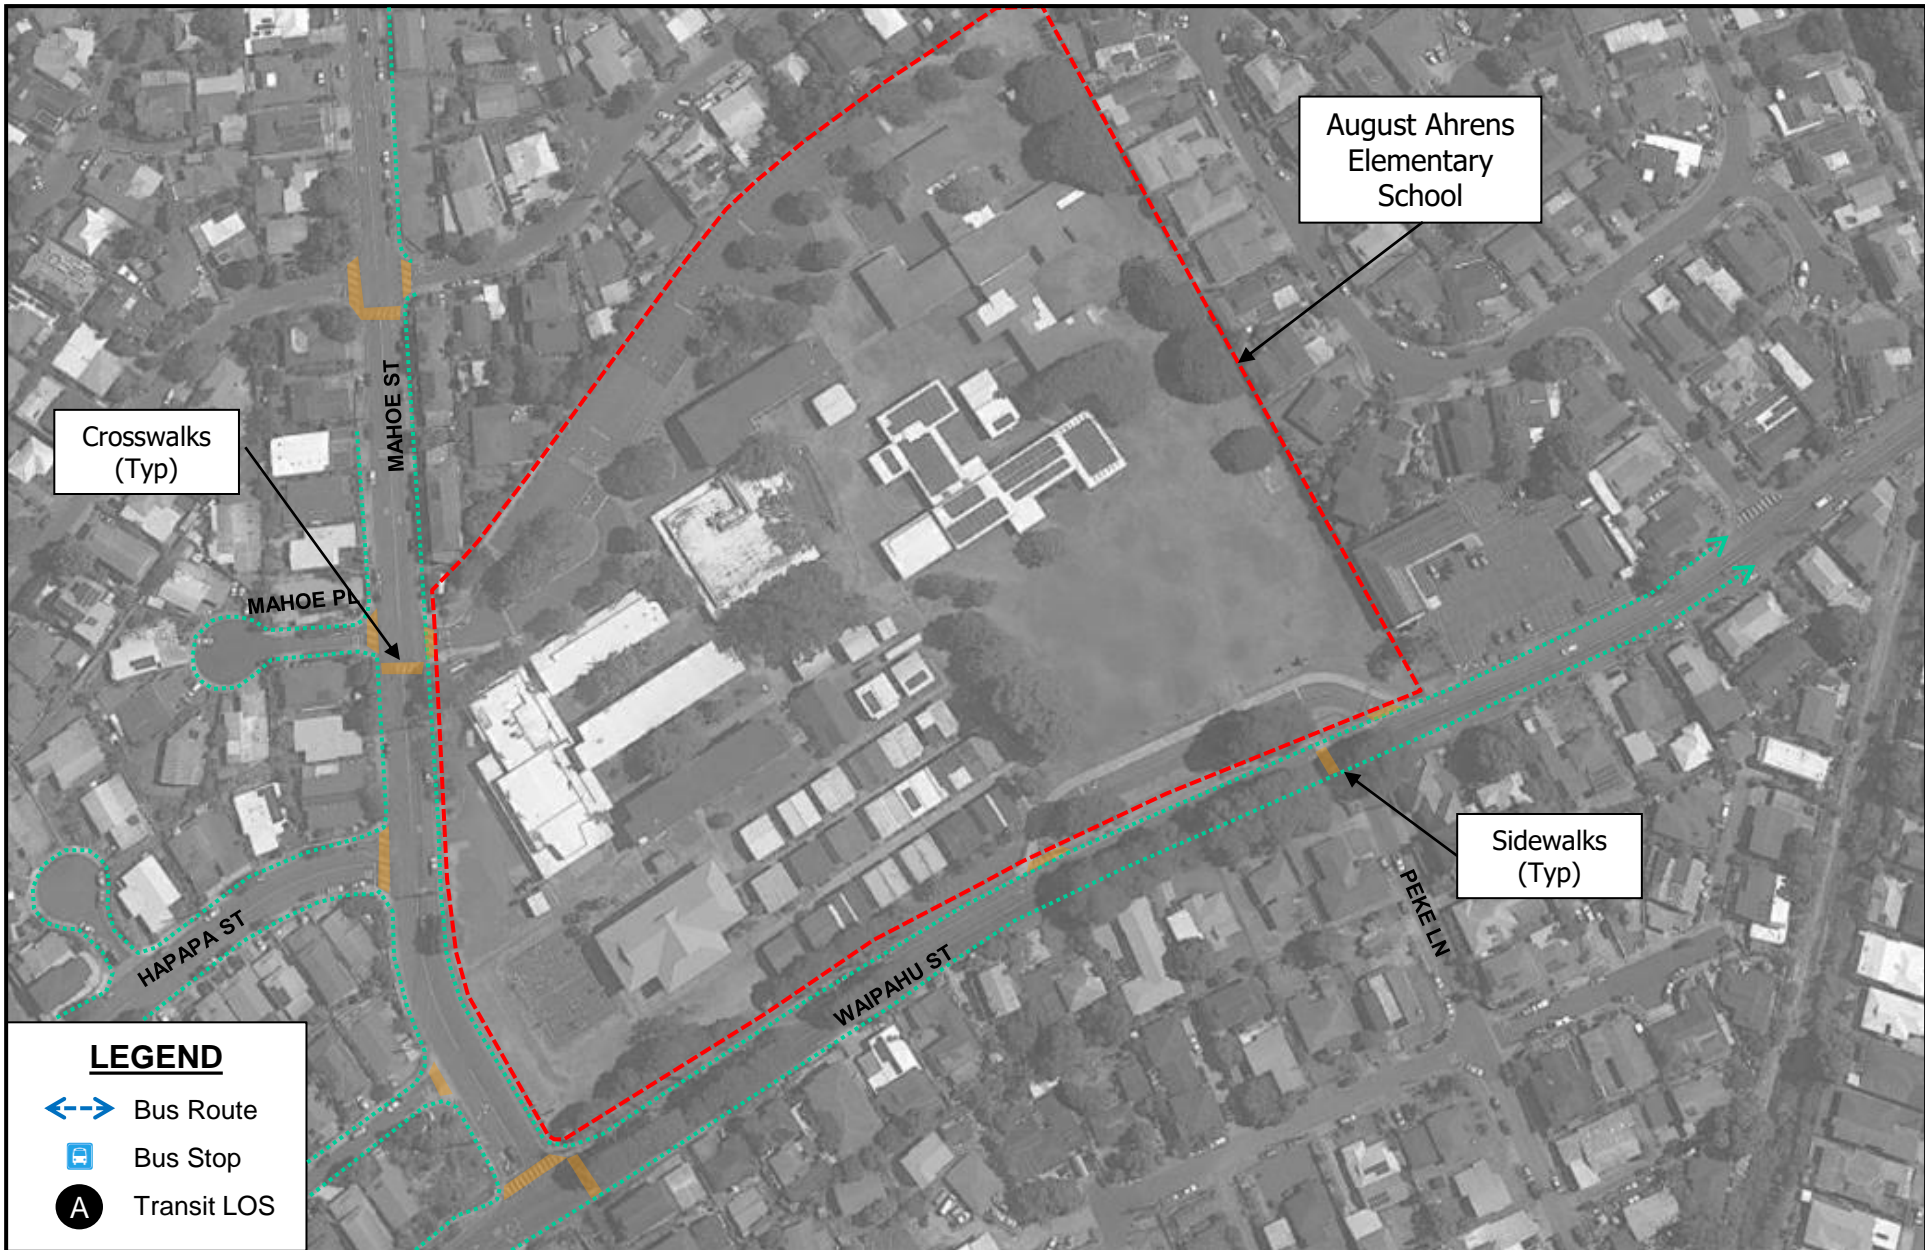 August Ahrens
Elementary
School
MAHOE ST
Crosswalks
(Typ)
MAHOE PL
Sidewalks
(Typ)
PEKE LN
HAPAPA ST
WAIPAHU ST
LEGEND
Bus Route
Bus Stop
A Transit LOS